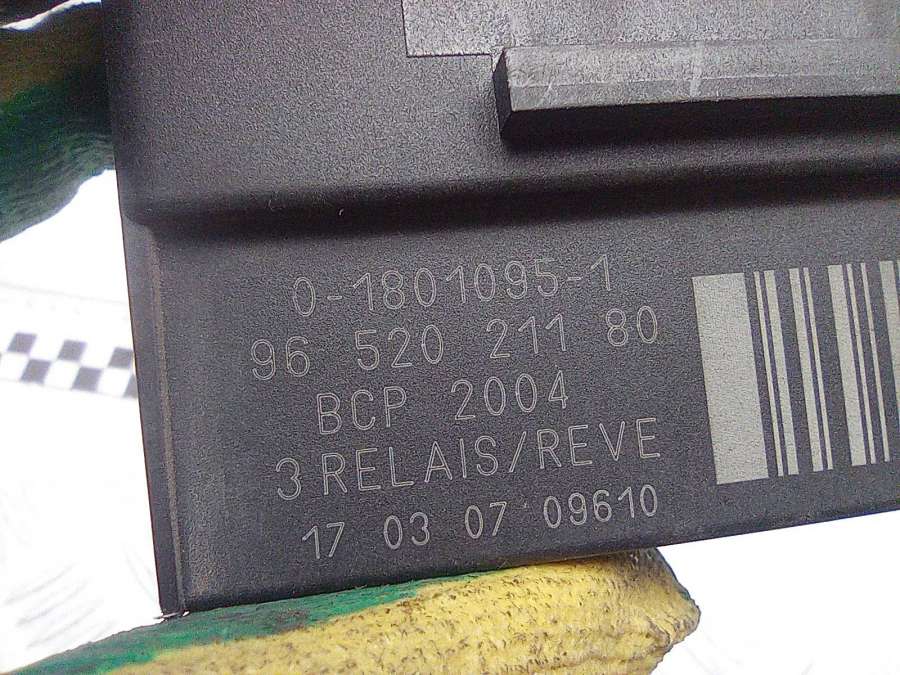 0-1801095-1
96 520 211 80
BCP 2004
3 RELAIS/REVE
17 03 07 09610